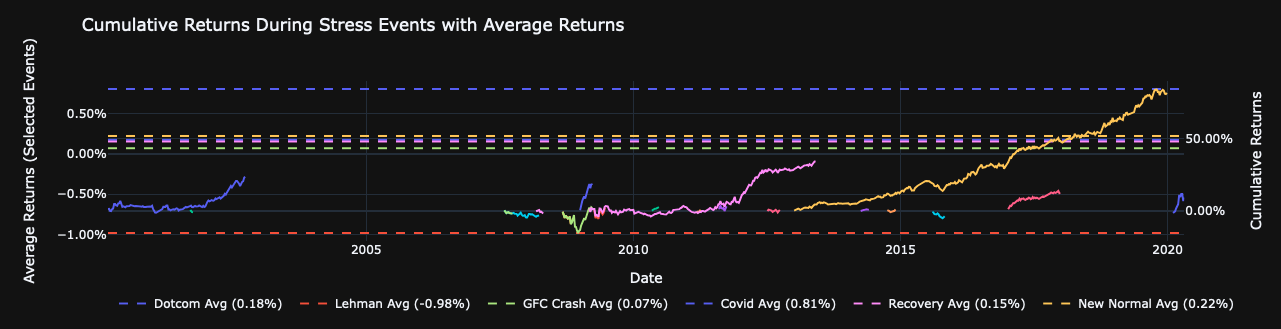 Cumulative Returns During Stress Events with Average Returns
Average Returns (Selected Events)
0.50%
0.00%
−0.50%
−1.00%
50.00%
0.00%
Cumulative Returns
2005
2010
2015
2020
Date
Dotcom Avg (0.18%)
Lehman Avg (-0.98%)
GFC Crash Avg (0.07%)
Covid Avg (0.81%)
Recovery Avg (0.15%)
New Normal Avg (0.22%)